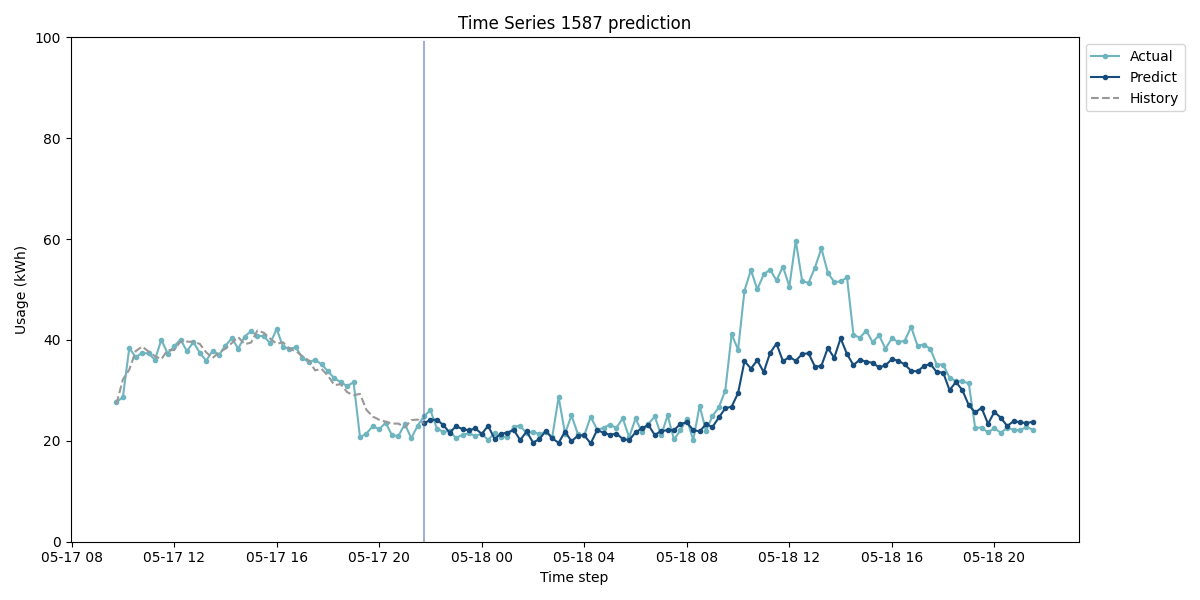 Time Series 1587 prediction
100
80
60
40
20
0
Usage (kWh)
05-17 08
05-17 12
05-17 16
05-17 20
05-18 00
05-18 04
05-18 08
05-18 12
05-18 16
05-18 20
Time step
Actual
Predict
History